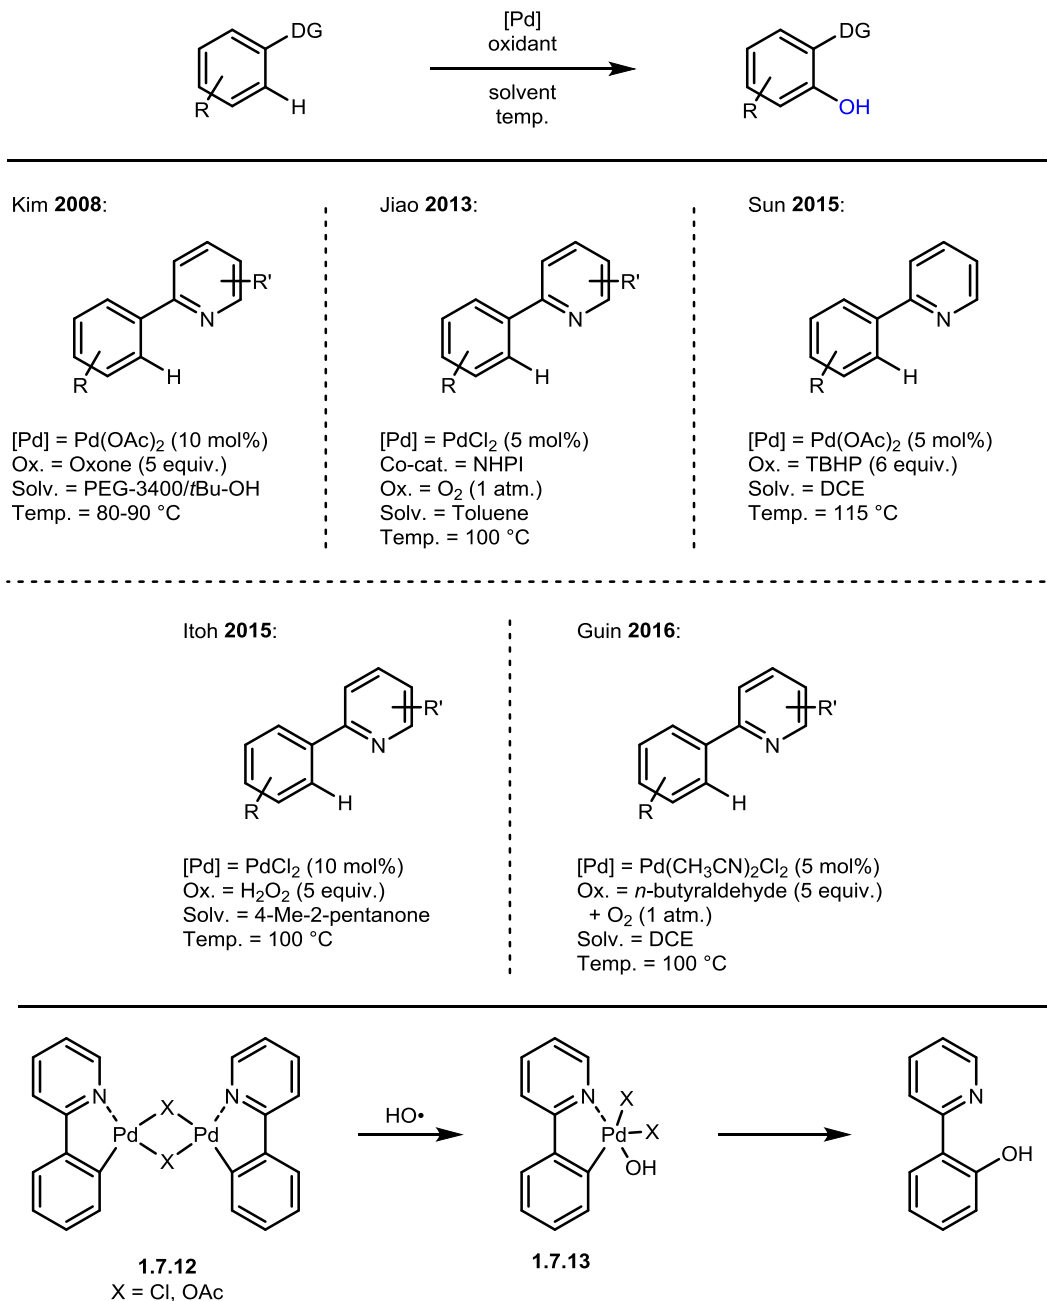 DG
R
H
[Pd]
oxidant
solvent
temp.
DG
R
OH
Kim 2008:
R'
N
R
H
[Pd] = Pd(OAc)2 (10 mol%)
Ox. = Oxone (5 equiv.)
Solv. = PEG-3400/tBu-OH
Temp. = 80-90 °C
Jiao 2013:
R'
N
R
H
[Pd] = PdCl2 (5 mol%)
Co-cat. = NHPI
Ox. = O2 (1 atm.)
Solv. = Toluene
Temp. = 100 °C
Sun 2015:
N
R
H
[Pd] = Pd(OAc)2 (5 mol%)
Ox. = TBHP (6 equiv.)
Solv. = DCE
Temp. = 115 °C
Itoh 2015:
R'
N
R
H
[Pd] = PdCl2 (10 mol%)
Ox. = H2O2 (5 equiv.)
Solv. = 4-Me-2-pentanone
Temp. = 100 °C
Guin 2016:
R'
N
R
H
[Pd] = Pd(CH3CN)2Cl2 (5 mol%)
Ox. = n-butyraldehyde (5 equiv.)
+ O2 (1 atm.)
Solv. = DCE
Temp. = 100 °C
N
X
N
Pd
Pd
X
1.7.12
X = Cl, OAc
HO•
N
X
Pd
X
OH
1.7.13
N
OH